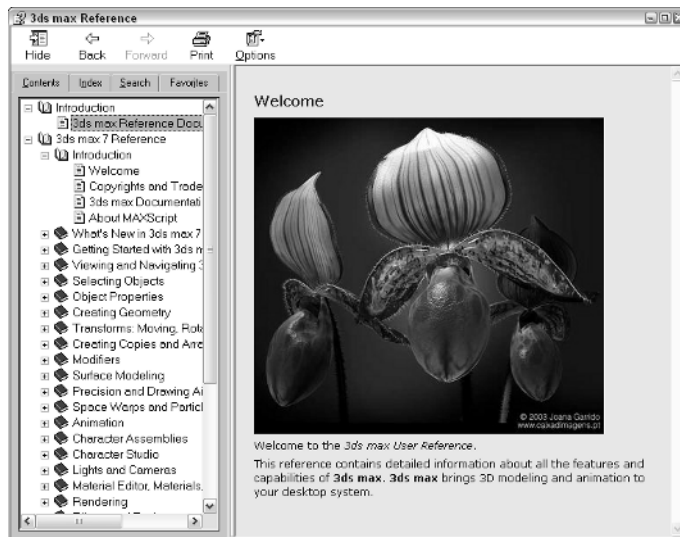 3ds max Reference
Hide Back Forward Print Options
Contents Index Search Favorites
Introduction
3ds max Reference Docu
3ds max 7 Reference
Introduction
Welcome
Copyrights and Trade
3ds max Documentati
About MAXScript
What's New in 3ds max 7
Getting Started with 3ds m
Viewing and Navigating 3
Selecting Objects
Object Properties
Creating Geometry
Transforms: Moving, Rota
Creating Copies and Arra
Modifiers
Surface Modeling
Precision and Drawing Ai
Space Warps and Particl
Animation
Character Assemblies
Character Studio
Lights and Cameras
Material Editor, Materials,
Rendering
Welcome
© 2003 Joana Garrido
www.caixadimagens.pt
Welcome to the 3ds max User Reference.
This reference contains detailed information about all the features and
capabilities of 3ds max. 3ds max brings 3D modeling and animation to
your desktop system.